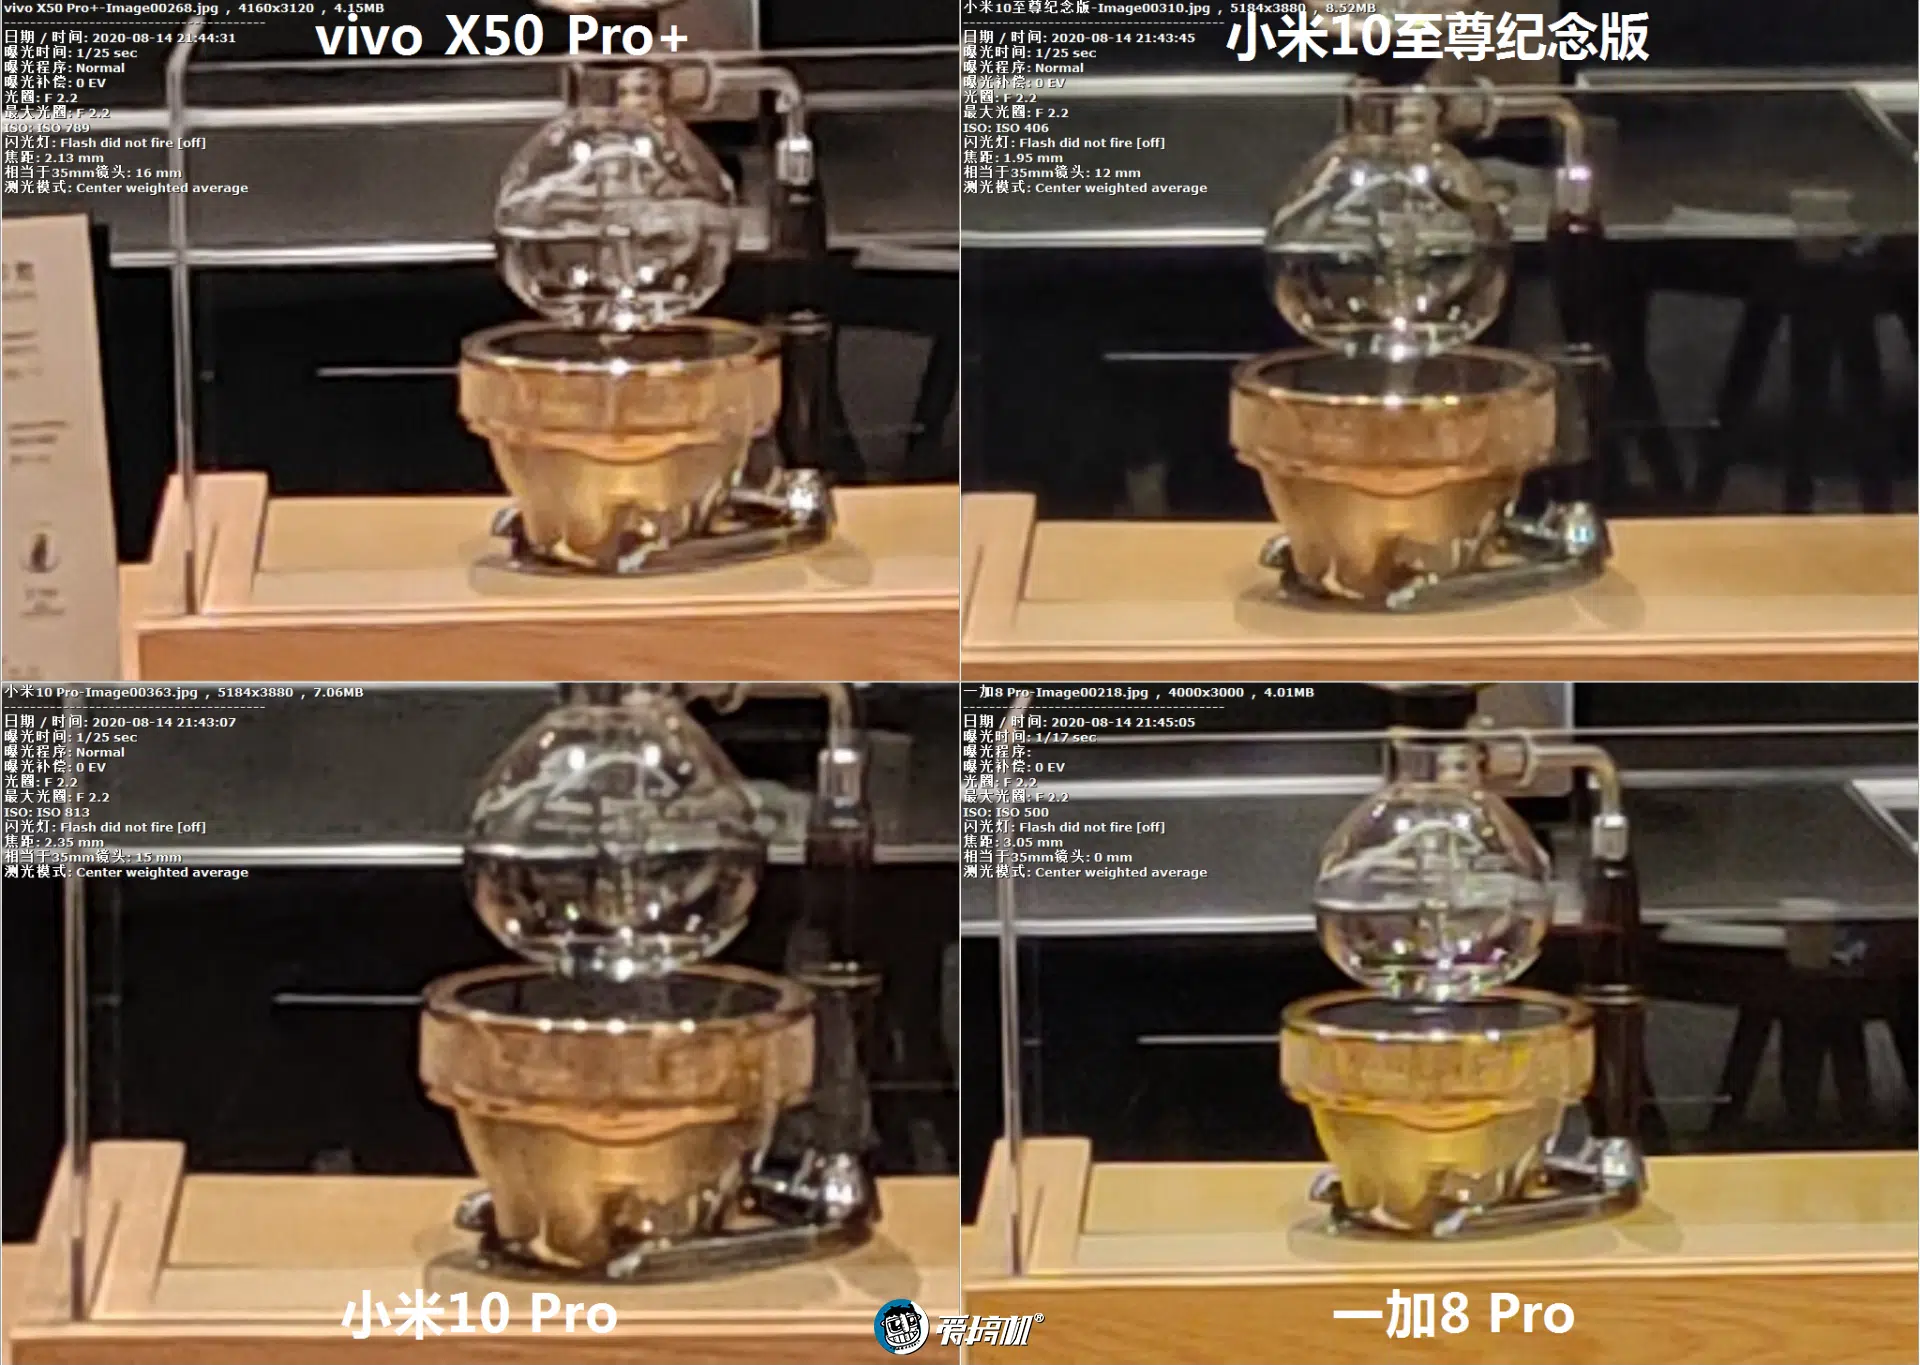 vivo X50 Pro+-Image00268.jpg , 4160x3120 , 4.15MB
日期 / 时间: 2020-08-14 21:44:31
曝光时间: 1/25 sec
曝光程序: Normal
曝光补偿: 0 EV
光圈: F 2.2
最大光圈: F 2.2
ISO: ISO 789
闪光灯: Flash did not fire [off]
焦距: 2.13 mm
相当于35mm镜头: 16 mm
测光模式: Center weighted average
vivo X50 Pro+
小米10至尊纪念版-Image00310.jpg , 5184x3880 , 8.52MB
日期 / 时间: 2020-08-14 21:43:45
曝光时间: 1/25 sec
曝光程序: Normal
曝光补偿: 0 EV
光圈: F 2.2
最大光圈: F 2.2
ISO: ISO 406
闪光灯: Flash did not fire [off]
焦距: 1.95 mm
相当于35mm镜头: 12 mm
测光模式: Center weighted average
小米10至尊纪念版
小米10 Pro-Image00363.jpg , 5184x3880 , 7.06MB
日期 / 时间: 2020-08-14 21:43:07
曝光时间: 1/25 sec
曝光程序: Normal
曝光补偿: 0 EV
光圈: F 2.2
最大光圈: F 2.2
ISO: ISO 813
闪光灯: Flash did not fire [off]
焦距: 2.35 mm
相当于35mm镜头: 15 mm
测光模式: Center weighted average
小米10 Pro
一加8 Pro-Image00218.jpg , 4000x3000 , 4.01MB
日期 / 时间: 2020-08-14 21:45:05
曝光时间: 1/17 sec
曝光程序:
曝光补偿: 0 EV
光圈: F 2.2
最大光圈: F 2.2
ISO: ISO 500
闪光灯: Flash did not fire [off]
焦距: 3.05 mm
相当于35mm镜头: 0 mm
测光模式: Center weighted average
一加8 Pro
爱搞机®